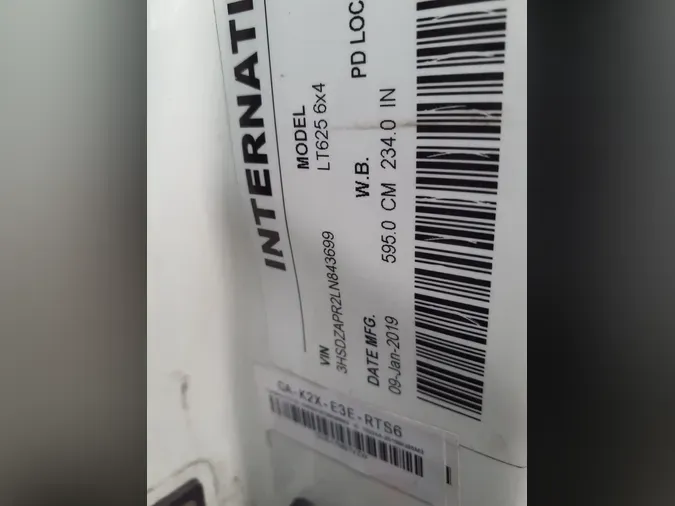 INTERNATI
MODEL
LT625 6x4
PD LOC
VIN
3HSDZAPR2LN843699
W.B.
595.0 CM 234.0 IN
DATE MFG.
09-Jan-2019
GA-K2X-E3E-RTS6